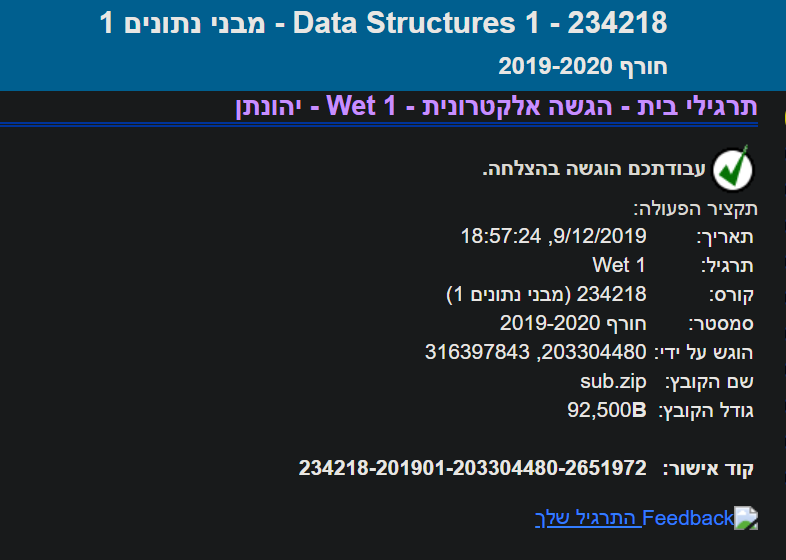 234218 - Data Structures 1 - מבני נתונים 1
חורף 2019-2020
תרגילי בית - הגשה אלקטרונית - Wet 1 - יהונתן
עבודתכם הוגשה בהצלחה.
תקציר הפעולה:
תאריך: 9/12/2019, 18:57:24
תרגיל: Wet 1
קורס: 234218 (מבני נתונים 1)
סמסטר: חורף 2019-2020
הוגש על ידי: 203304480, 316397843
שם הקובץ: sub.zip
גודל הקובץ: 92,500B
קוד אישור: 234218-201901-203304480-2651972
Feedback התרגיל שלך